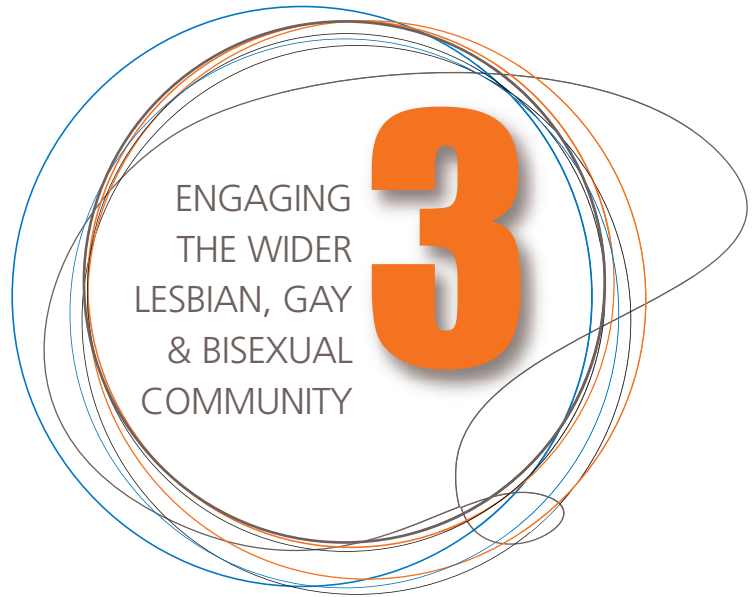 ENGAGING
THE WIDER
LESBIAN, GAY
& BISEXUAL
COMMUNITY
3